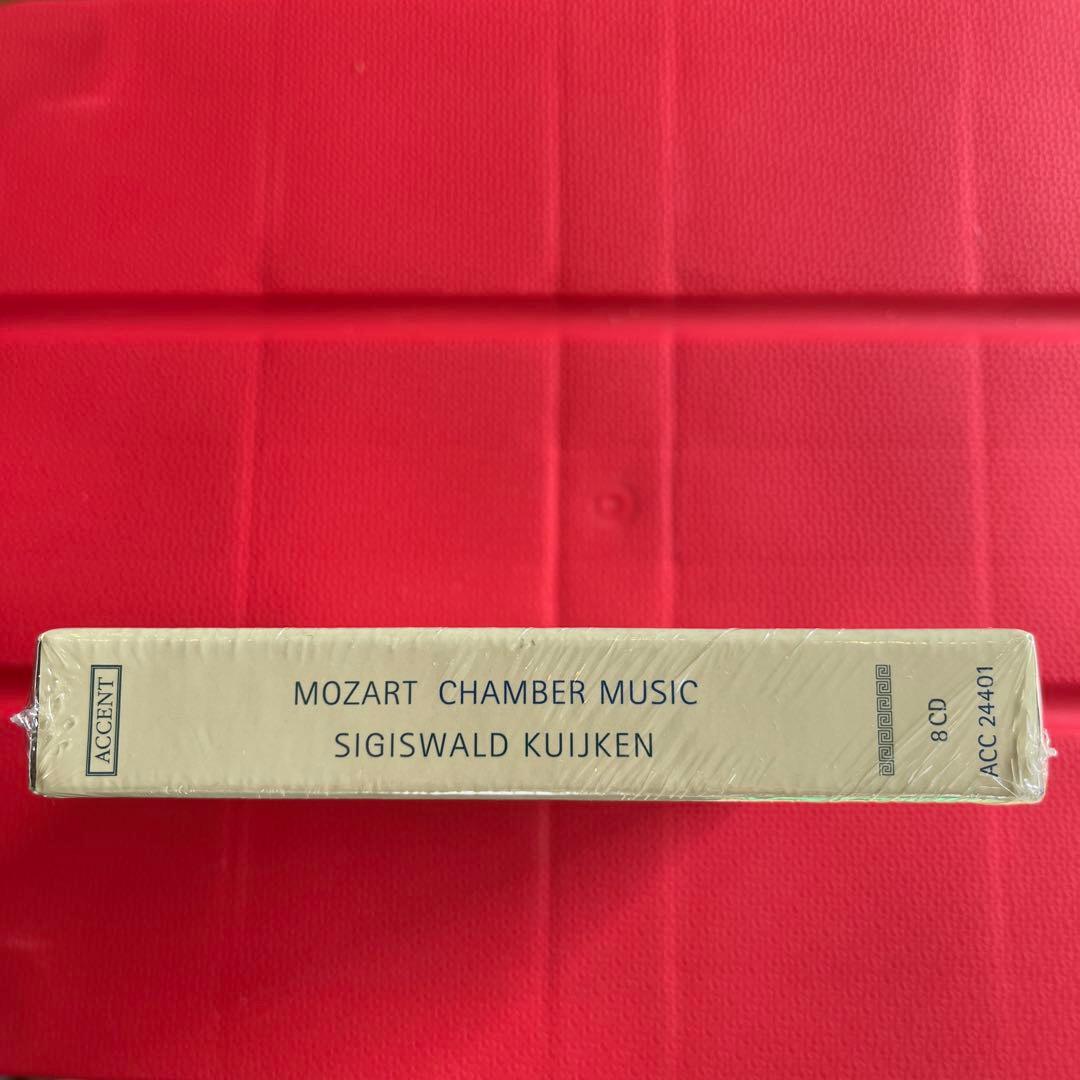 ACCENT
MOZART CHAMBER MUSIC
SIGISWALD KUIJKEN
8 CD
ACC 24401